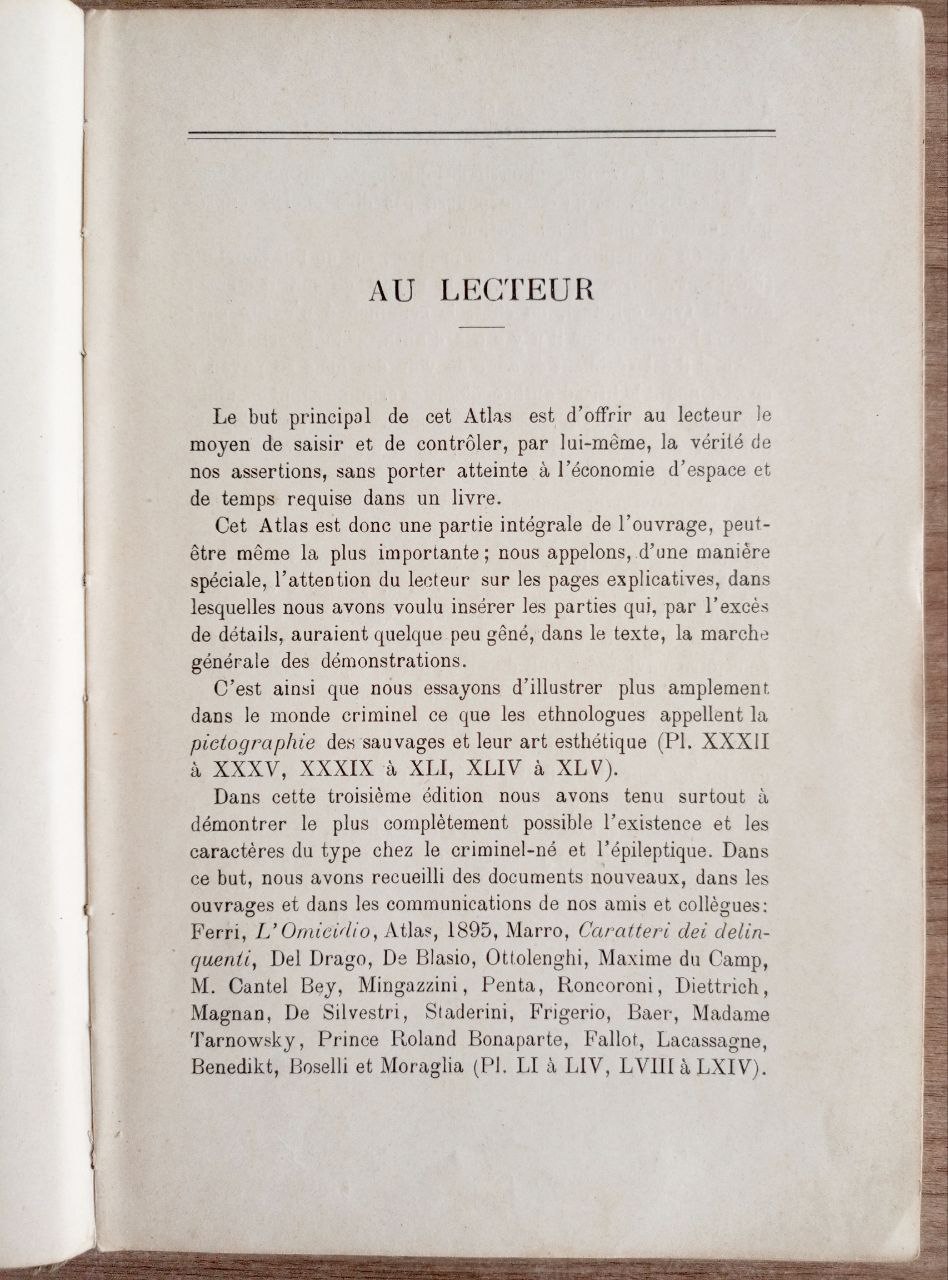 AU LECTEUR
Le but principal de cet Atlas est d'offrir au lecteur le
moyen de saisir et de contrôler, par lui-même, la vérité de
nos assertions, sans porter atteinte à l'économie d'espace et
de temps requise dans un livre.
Cet Atlas est donc une partie intégrale de l'ouvrage, peut-
être même la plus importante; nous appelons, d'une manière
spéciale, l'attention du lecteur sur les pages explicatives, dans
lesquelles nous avons voulu insérer les parties qui, par l'excès
de détails, auraient quelque peu gêné, dans le texte, la marche
générale des démonstrations.
C'est ainsi que nous essayons d'illustrer plus amplement
dans le monde criminel ce que les ethnologues appellent la
pictographie des sauvages et leur art esthétique (Pl. XXXII
à XXXV, XXXIX à XLI, XLIV à XLV).
Dans cette troisième édition nous avons tenu surtout à
démontrer le plus complètement possible l'existence et les
caractères du type chez le criminel-né et l'épileptique. Dans
ce but, nous avons recueilli des documents nouveaux, dans les
ouvrages et dans les communications de nos amis et collègues:
Ferri, L'Omicidio, Atlas, 1895, Marro, Caratteri dei delin-
quenti, Del Drago, De Blasio, Ottolenghi, Maxime du Camp,
M. Cantel Bey, Mingazzini, Penta, Roncoroni, Diettrich,
Magnan, De Silvestri, Staderini, Frigerio, Baer, Madame
Tarnowsky, Prince Roland Bonaparte, Fallot, Lacassagne,
Benedikt, Boselli et Moraglia (Pl. LI à LIV, LVIII à LXIV).